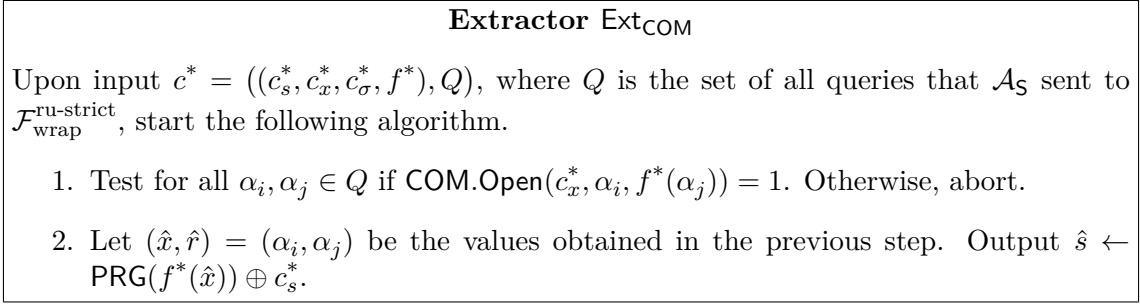 Extractor Ext_COM
Upon input c* = ((c*_s, c*_x, c*_σ, f*), Q), where Q is the set of all queries that 𝒜_S sent to
ℱ^{ru-strict}_{wrap}, start the following algorithm.
1. Test for all α_i, α_j ∈ Q if COM.Open(c*_x, α_i, f*(α_j)) = 1. Otherwise, abort.
2. Let (x̂, r̂) = (α_i, α_j) be the values obtained in the previous step. Output ŝ ←
PRG(f*(x̂)) ⊕ c*_s.